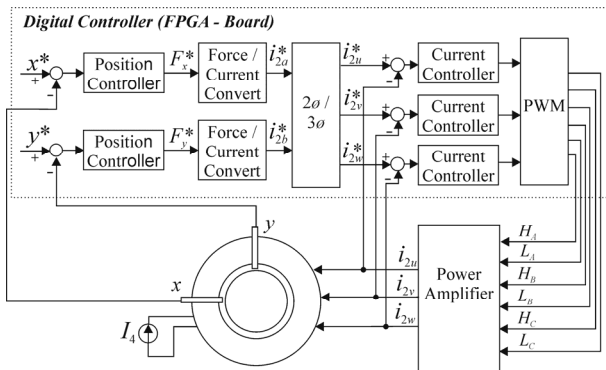 Digital Controller (FPGA - Board)
x*
+
-
Position
Controller
F*x
Force /
Current
Convert
i*2a
2ø /
3ø
i*2u
+
-
Current
Controller
PWM
i*2v
+
-
Current
Controller
y*
+
-
Position
Controller
F*y
Force /
Current
Convert
i*2b
i*2w
+
-
Current
Controller
y
x
I4
i2u
i2v
i2w
Power
Amplifier
HA
LA
HB
LB
HC
LC